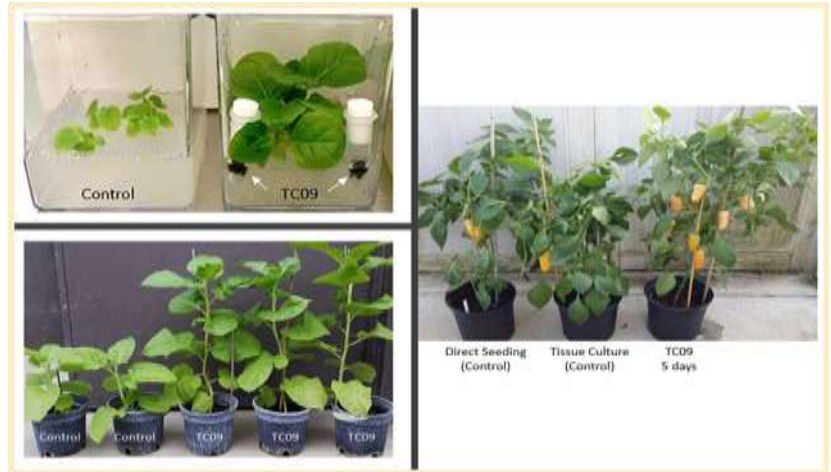 Control
TC09
Control
Control
TC09
TC09
TC09
Direct Seeding
(Control)
Tissue Culture
(Control)
TC09
5 days